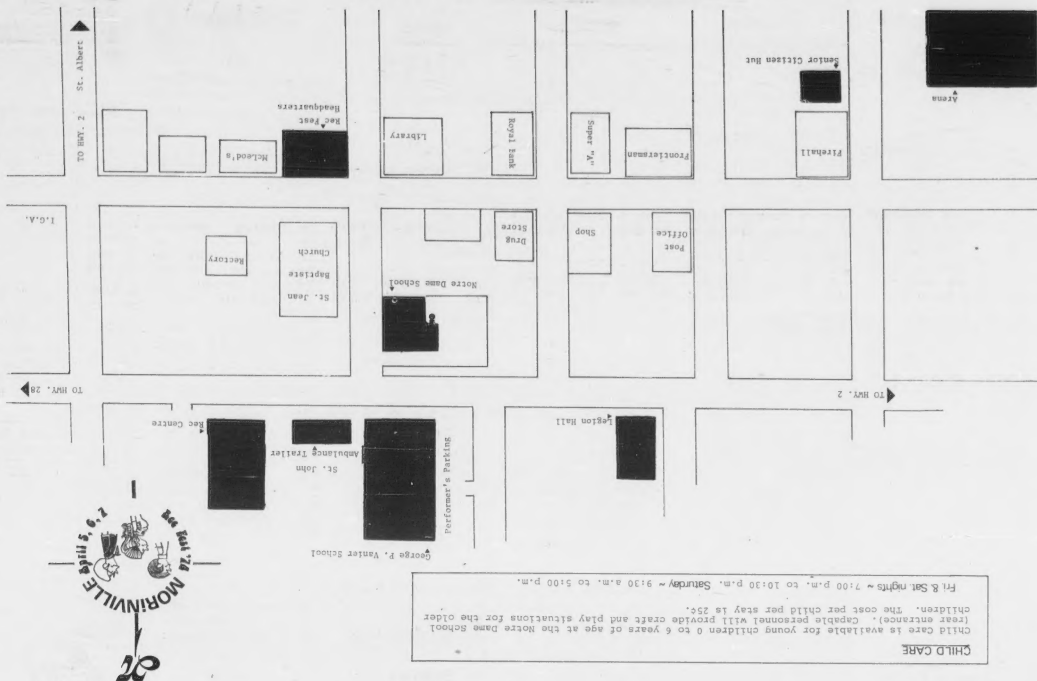 CHILD CARE
Child Care is available for young children 0 to 6 years of age at the Notre Dame School
(rear entrance). Capable personnel will provide craft and play situations for the older
children. The cost per child per stay is 25¢.
Fri & Sat nights ~ 7:00 p.m. to 10:30 p.m. Saturday ~ 9:30 a.m. to 5:00 p.m.
N
MORINVILLE
Rec Fest '74
April 5, 6, 7
George P. Vanier School
Performer's Parking
St. John
Ambulance Trailer
Legion Hall
Rec Centre
TO HWY. 2
TO HWY. 28
Notre Dame School
St. Jean
Baptiste
Church
Rectory
Post
Office
Shop
Drug
Store
I.G.A.
Firehall
Frontiersman
Super "A"
Royal Bank
Library
McLeod's
Rec Fest
Headquarters
Arena
Senior Citizen Hut
TO HWY. 2 St. Albert